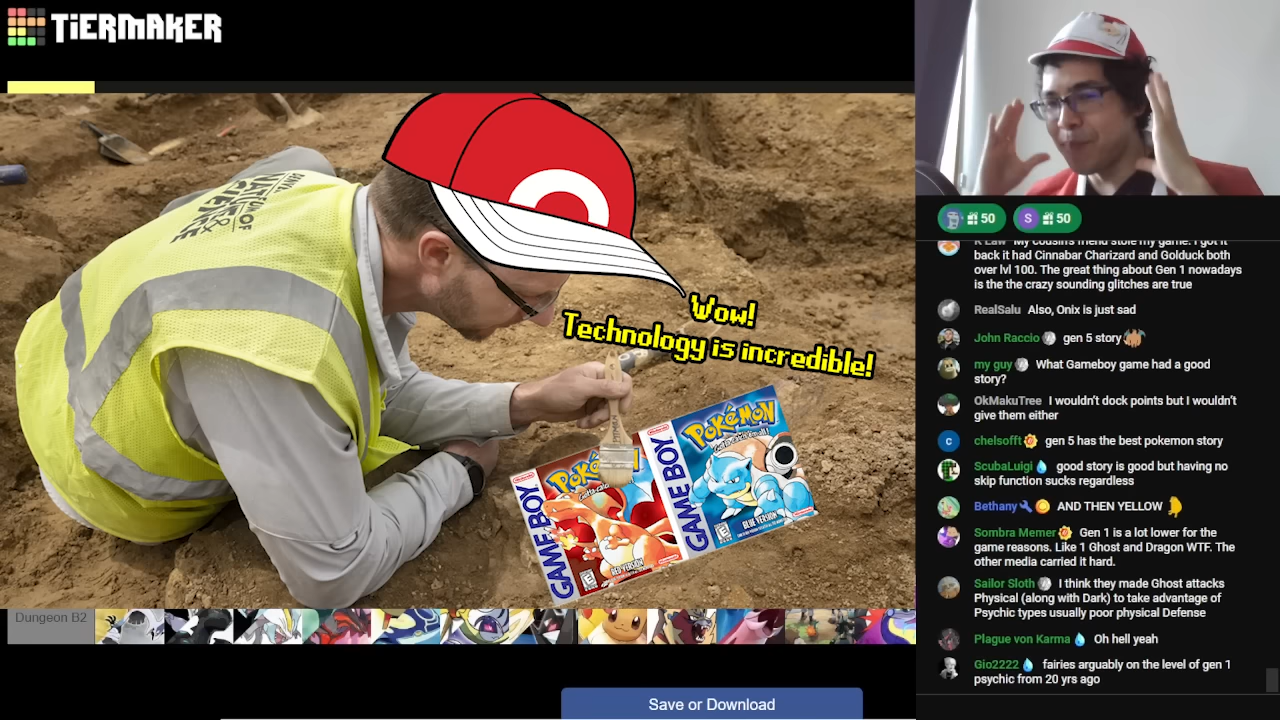 TiERMAKER
Wow!
Technology is incredible!
GAME BOY
Poké
RED VERSION
GAME BOY
POKéMON
Gotta catch 'em all!
BLUE VERSION
Dungeon B2
Save or Download
50
S 50
K Law My cousins friend stole my game. I got it
back it had Cinnabar Charizard and Golduck both
over lvl 100. The great thing about Gen 1 nowadays
is the the crazy sounding glitches are true
RealSalu Also, Onix is just sad
John Raccio gen 5 story
my guy What Gameboy game had a good
story?
OkMakuTree I wouldn't dock points but I wouldn't
give them either
c chelsofft gen 5 has the best pokemon story
ScubaLuigi good story is good but having no
skip function sucks regardless
Bethany AND THEN YELLOW
Sombra Memer Gen 1 is a lot lower for the
game reasons. Like 1 Ghost and Dragon WTF. The
other media carried it hard.
Sailor Sloth I think they made Ghost attacks
Physical (along with Dark) to take advantage of
Psychic types usually poor physical Defense
Plague von Karma Oh hell yeah
Gio2222 fairies arguably on the level of gen 1
psychic from 20 yrs ago